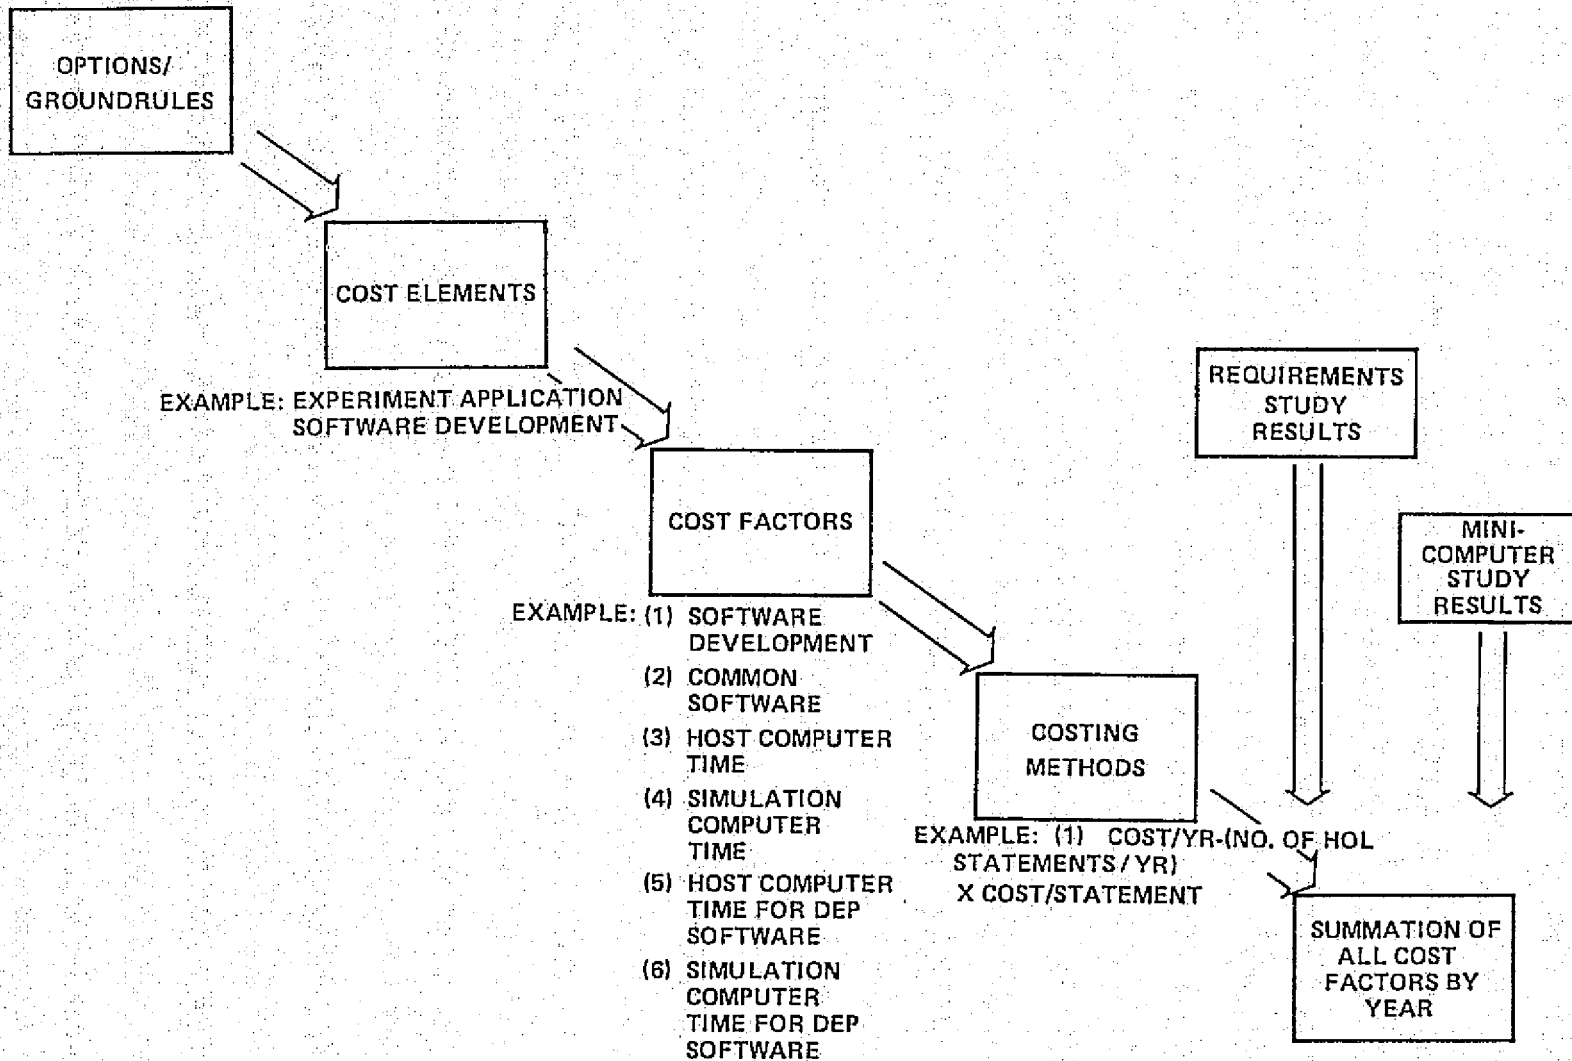 OPTIONS/
GROUNDRULES
COST ELEMENTS
EXAMPLE: EXPERIMENT APPLICATION
SOFTWARE DEVELOPMENT
COST FACTORS
EXAMPLE: (1) SOFTWARE
DEVELOPMENT
(2) COMMON
SOFTWARE
(3) HOST COMPUTER
TIME
(4) SIMULATION
COMPUTER
TIME
(5) HOST COMPUTER
TIME FOR DEP
SOFTWARE
(6) SIMULATION
COMPUTER
TIME FOR DEP
SOFTWARE
COSTING
METHODS
EXAMPLE: (1) COST/YR-(NO. OF HOL
STATEMENTS/YR)
X COST/STATEMENT
REQUIREMENTS
STUDY
RESULTS
MINI-
COMPUTER
STUDY
RESULTS
SUMMATION OF
ALL COST
FACTORS BY
YEAR